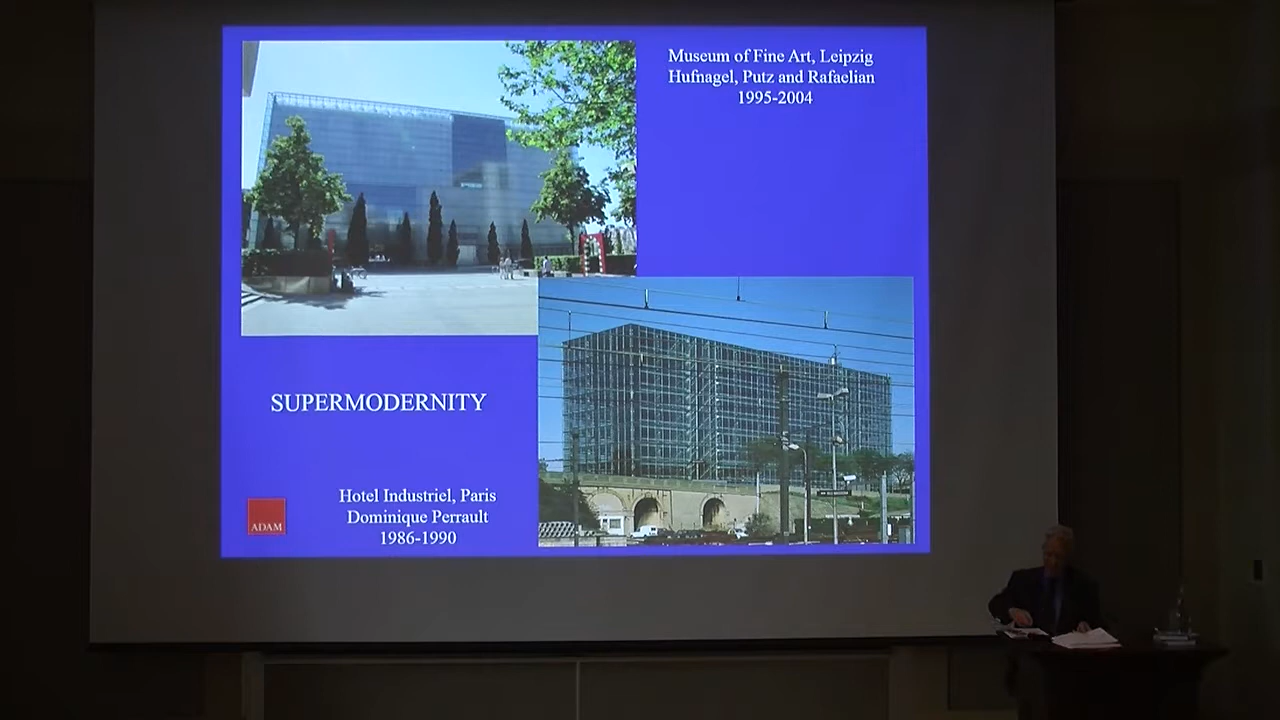 Museum of Fine Art, Leipzig
Hufnagel, Putz and Rafaelian
1995-2004
SUPERMODERNITY
Hotel Industriel, Paris
Dominique Perrault
1986-1990
ADAM